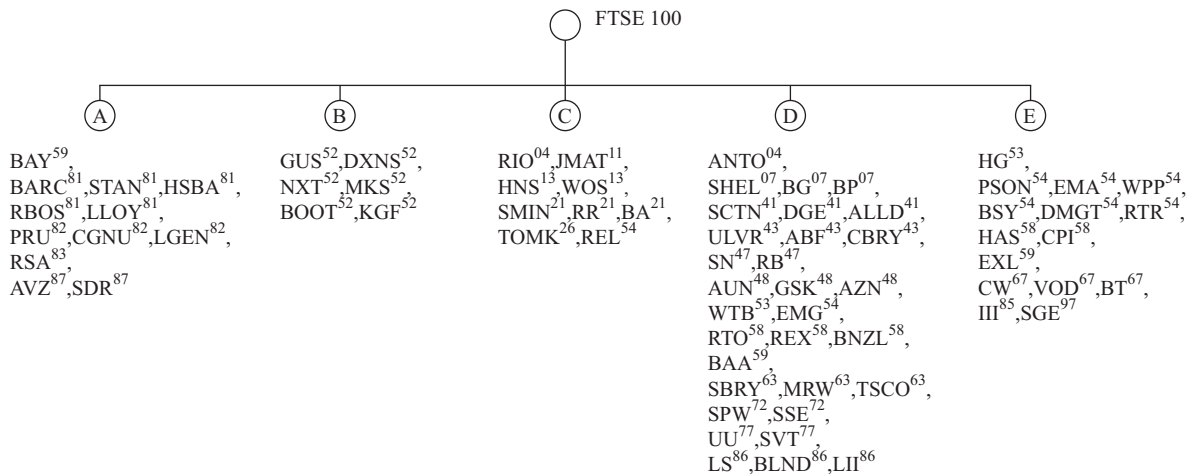 FTSE 100
A
BAY59,
BARC81,STAN81,HSBA81,
RBOS81,LLOY81,
PRU82,CGNU82,LGEN82,
RSA83,
AVZ87,SDR87
B
GUS52,DXNS52,
NXT52,MKS52,
BOOT52,KGF52
C
RIO04,JMAT11,
HNS13,WOS13,
SMIN21,RR21,BA21,
TOMK26,REL54
D
ANTO04,
SHEL07,BG07,BP07,
SCTN41,DGE41,ALLD41,
ULVR43,ABF43,CBRY43,
SN47,RB47,
AUN48,GSK48,AZN48,
WTB53,EMG54,
RTO58,REX58,BNZL58,
BAA59,
SBRY63,MRW63,TSCO63,
SPW72,SSE72,
UU77,SVT77,
LS86,BLND86,LII86
E
HG53,
PSON54,EMA54,WPP54,
BSY54,DMGT54,RTR54,
HAS58,CPI58,
EXL59,
CW67,VOD67,BT67,
III85,SGE97